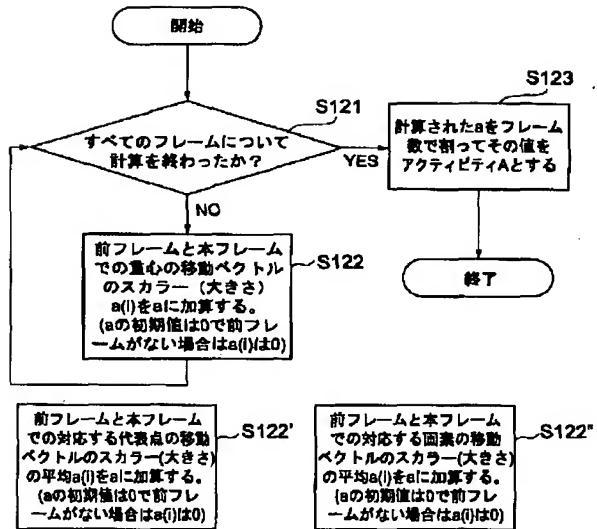 開始
S121
すべてのフレームについて
計算を終わったか？
YES
NO
S123
計算されたaをフレーム
数で割ってその値を
アクティビティAとする
終了
S122
前フレームと本フレーム
での重心の移動ベクトル
のスカラー（大きさ）
a(i)をaに加算する。
(aの初期値は0で前フレ
ームがない場合はa(i)は0)
S122'
前フレームと本フレーム
での対応する代表点の移動
ベクトルのスカラー(大きさ)
の平均a(i)をaに加算する。
(aの初期値は0で前フレ
ームがない場合はa(i)は0)
S122"
前フレームと本フレーム
での対応する画素の移動
ベクトルのスカラー(大きさ)
の平均a(i)をaに加算する。
(aの初期値は0で前フレ
ームがない場合はa(i)は0)